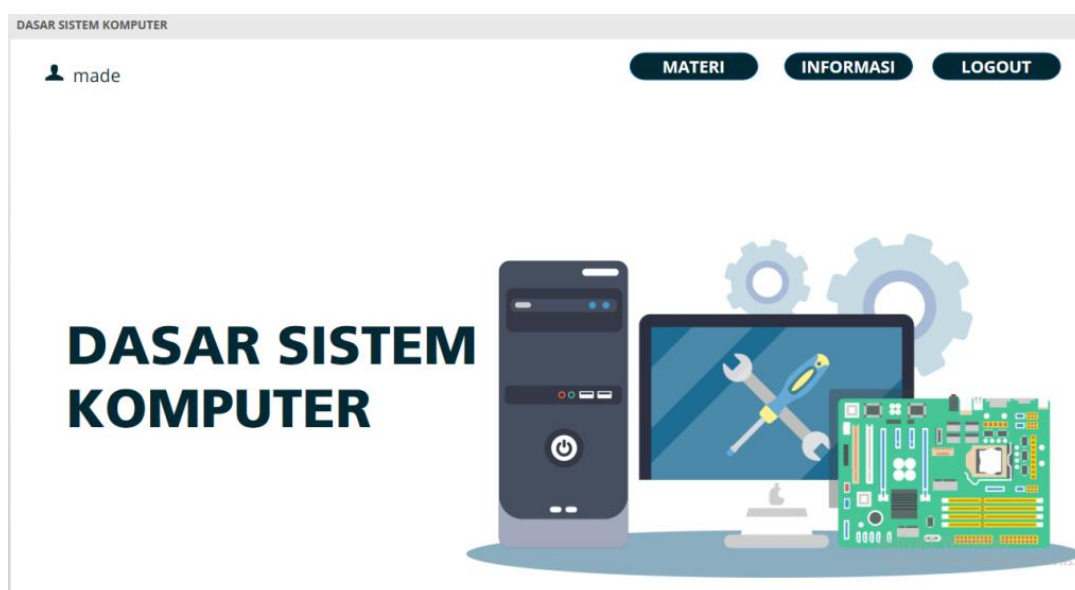 DASAR SISTEM KOMPUTER
made
MATERI
INFORMASI
LOGOUT
DASAR SISTEM
KOMPUTER